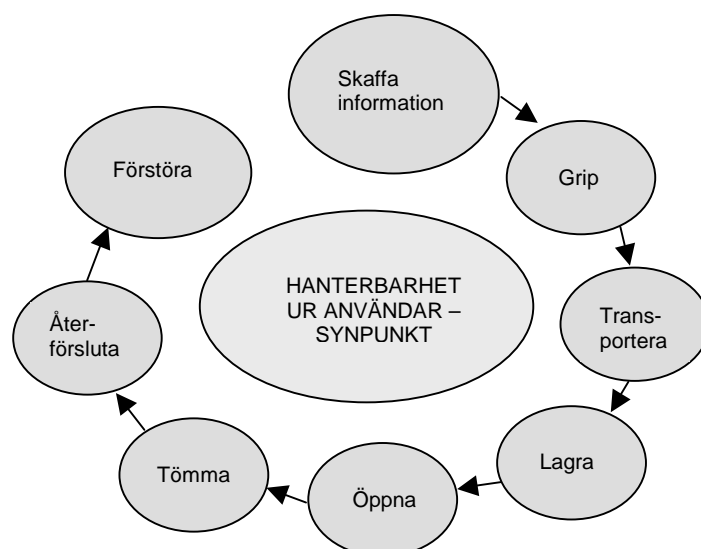 Skaffa
information
Grip
Trans-
portera
Lagra
Öppna
Tömma
Åter-
försluta
Förstöra
HANTERBARHET
UR ANVÄNDAR –
SYNPUNKT